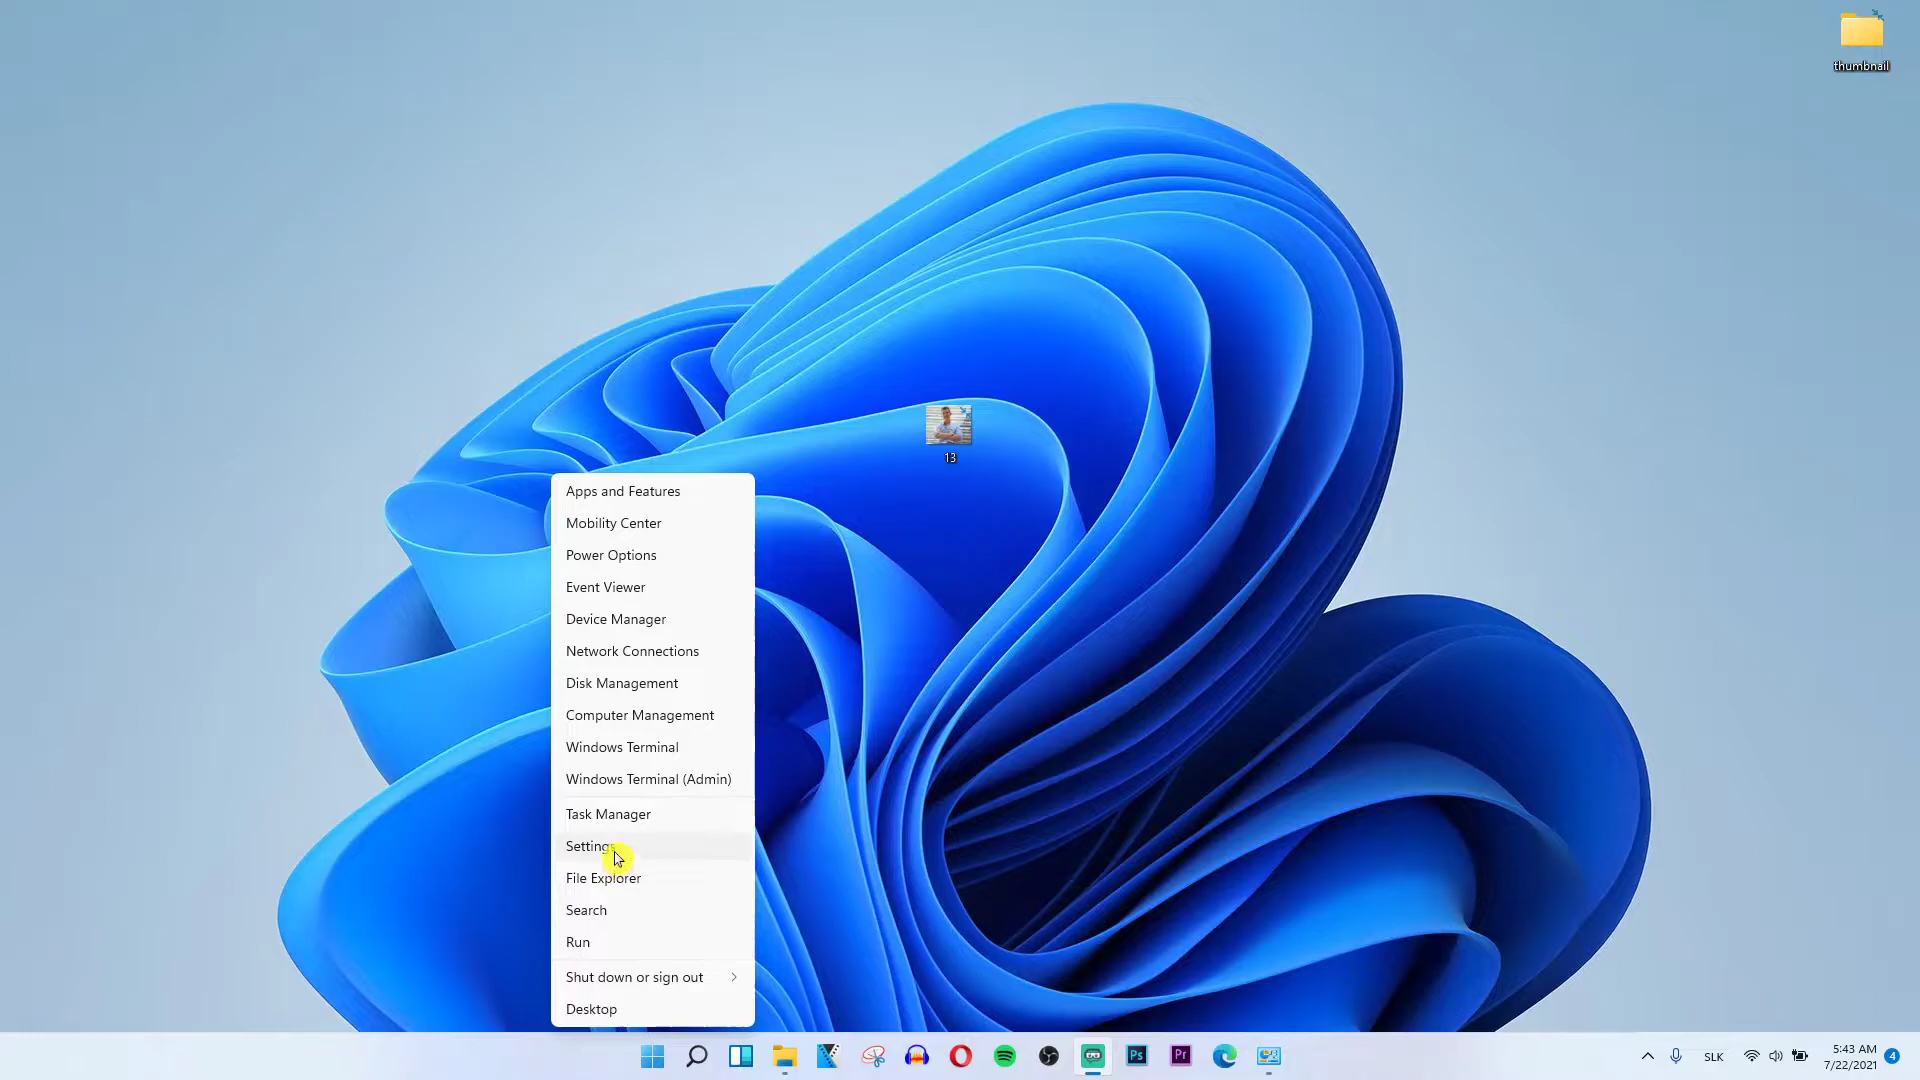 thumbnail
13
Apps and Features
Mobility Center
Power Options
Event Viewer
Device Manager
Network Connections
Disk Management
Computer Management
Windows Terminal
Windows Terminal (Admin)
Task Manager
Settings
File Explorer
Search
Run
Shut down or sign out
Desktop
Ps
Pr
SLK
5:43 AM
7/22/2021
4